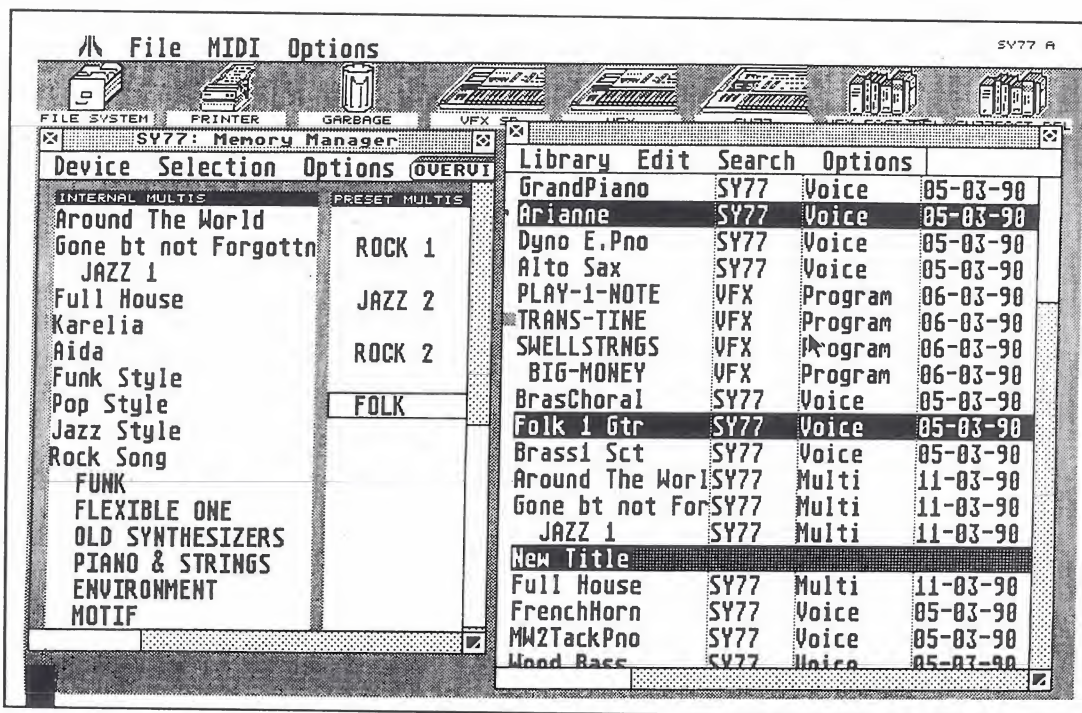 File MIDI Options
SY77 A
FILE SYSTEM PRINTER GARBAGE VFX SD VFX SY77
SY77: Memory Manager
Device Selection Options OVERVI
INTERNAL MULTIS PRESET MULTIS
Around The World
Gone bt not Forgottn
JAZZ 1
Full House
Karelia
Aida
Funk Style
Pop Style
Jazz Style
Rock Song
FUNK
FLEXIBLE ONE
OLD SYNTHESIZERS
PIANO & STRINGS
ENVIRONMENT
MOTIF
ROCK 1
JAZZ 2
ROCK 2
FOLK
Library Edit Search Options
GrandPiano SY77 Voice 05-03-90
Arianne SY77 Voice 05-03-90
Dyno E.Pno SY77 Voice 05-03-90
Alto Sax SY77 Voice 05-03-90
PLAY-1-NOTE VFX Program 06-03-90
TRANS-TINE VFX Program 06-03-90
SWELLSTRNGS VFX Program 06-03-90
BIG-MONEY VFX Program 06-03-90
BrasChoral SY77 Voice 05-03-90
Folk 1 Gtr SY77 Voice 05-03-90
Brass1 Sct SY77 Voice 05-03-90
Around The Worl SY77 Multi 11-03-90
Gone bt not For SY77 Multi 11-03-90
JAZZ 1 SY77 Multi 11-03-90
New Title
Full House SY77 Multi 11-03-90
FrenchHorn SY77 Voice 05-03-90
MW2TackPno SY77 Voice 05-03-90
Wood Bass SY77 Voice 05-03-90